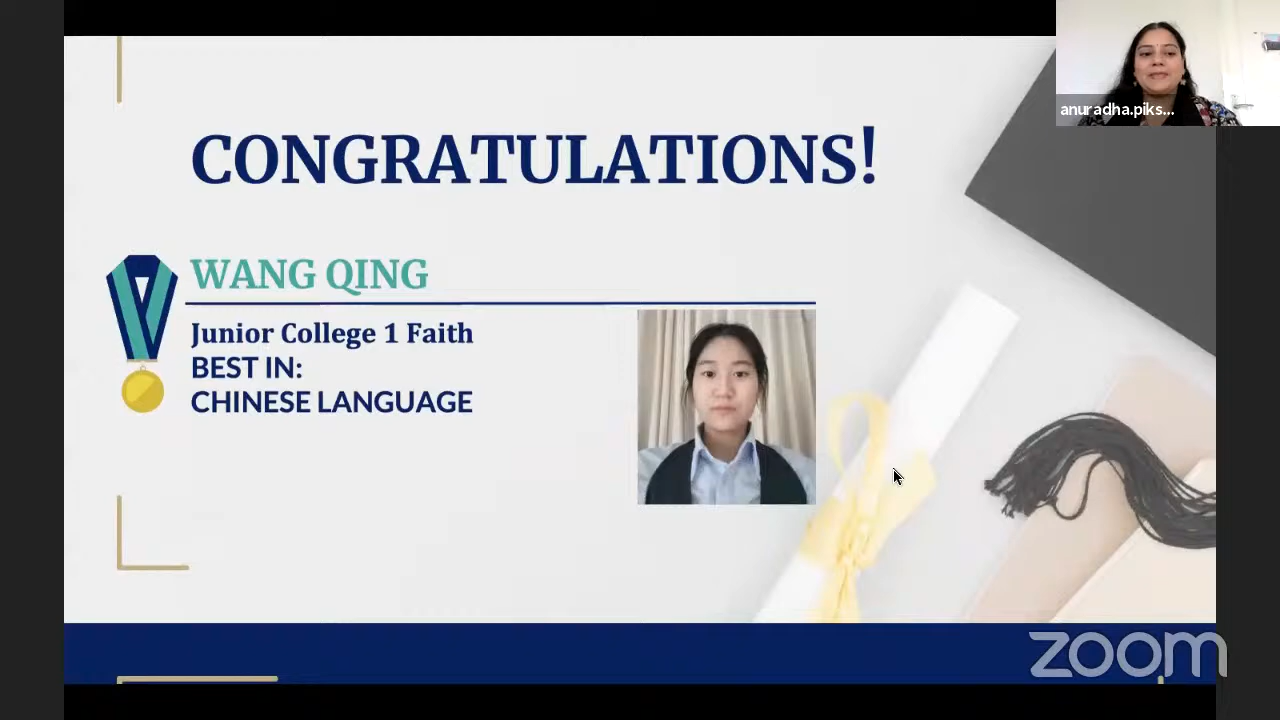 anuradha.piks...
CONGRATULATIONS!
WANG QING
Junior College 1 Faith
BEST IN:
CHINESE LANGUAGE
zoom